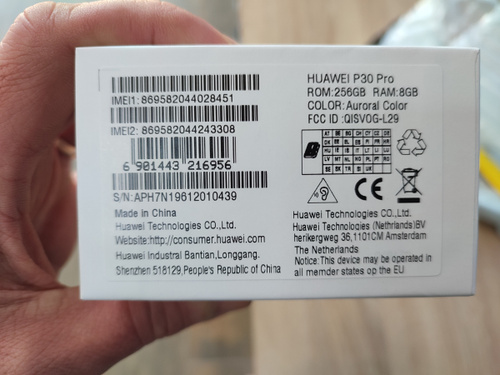 IMEI1: 869582044028451
IMEI2: 869582044243308
6 901443 216956
S/N:APH7N19612010439
Made in China
Huawei Technologies CO.,Ltd.
Website:http://consumer.huawei.com
Huawei Industral Bantian,Longgang.
Shenzhen 518129,People's Republic of China
HUAWEI P30 Pro
ROM:256GB RAM:8GB
COLOR: Auroral Color
FCC ID :QISVOG-L29
CE
Huawei Technologies CO.,Ltd.
Huawei Technologies (Nethrlands)BV
herikergweg 36,1101CM Amsterdam
The Netherlands
Notice:This device may be operated in
all memder states op the EU